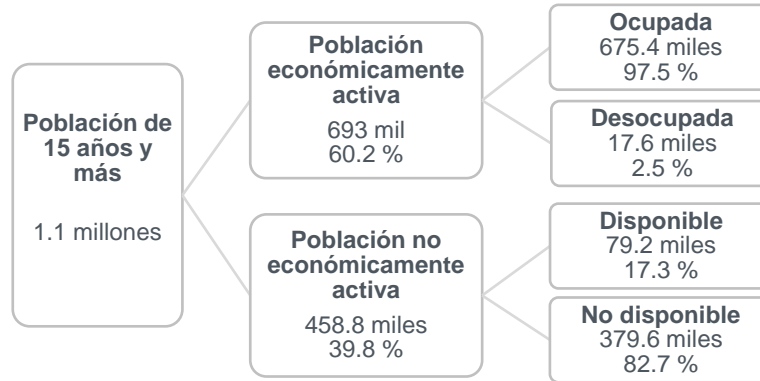 Población de
15 años y
más
1.1 millones
Población
económicamente
activa
693 mil
60.2 %
Población no
económicamente
activa
458.8 miles
39.8 %
Ocupada
675.4 miles
97.5 %
Desocupada
17.6 miles
2.5 %
Disponible
79.2 miles
17.3 %
No disponible
379.6 miles
82.7 %